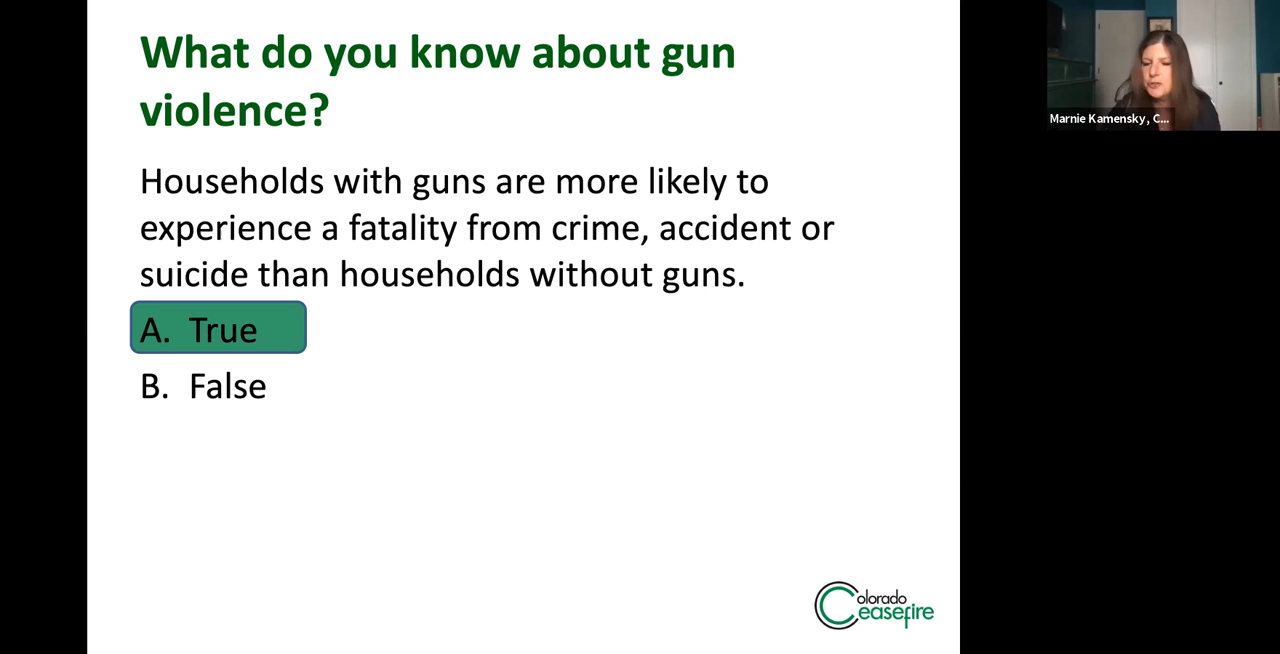 What do you know about gun
violence?
Households with guns are more likely to
experience a fatality from crime, accident or
suicide than households without guns.
A. True
B. False
Colorado
Ceasefire
Marnie Kamensky, C...